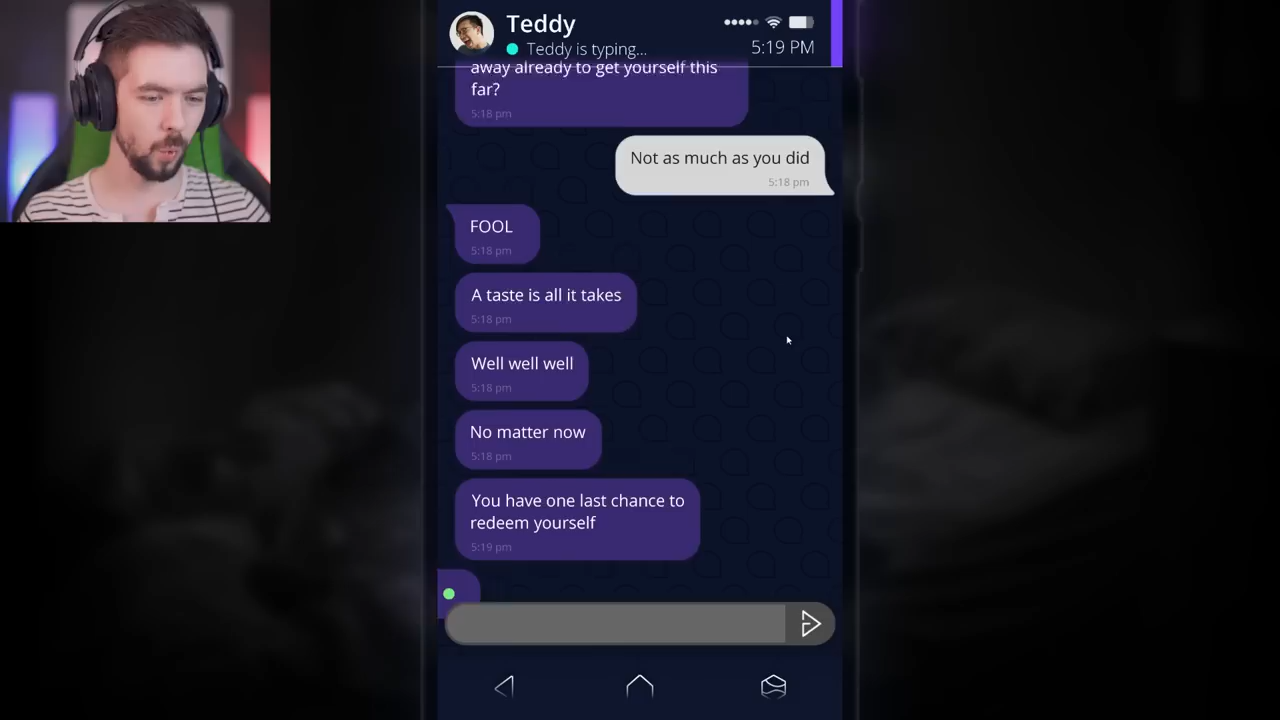 Teddy
Teddy is typing...
5:19 PM
away already to get yourself this
far?
5:18 pm
Not as much as you did
5:18 pm
FOOL
5:18 pm
A taste is all it takes
5:18 pm
Well well well
5:18 pm
No matter now
5:18 pm
You have one last chance to
redeem yourself
5:19 pm